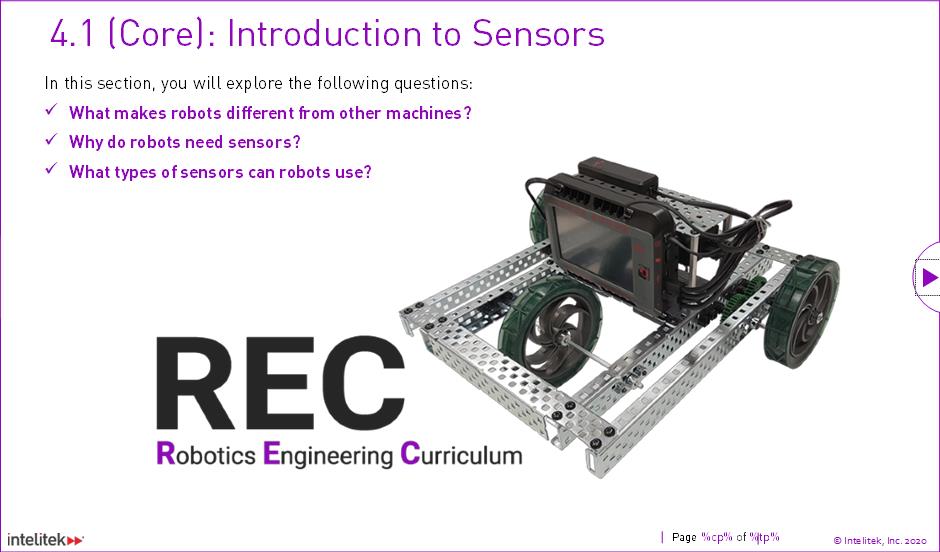 4.1 (Core): Introduction to Sensors
In this section, you will explore the following questions:
✓ What makes robots different from other machines?
✓ Why do robots need sensors?
✓ What types of sensors can robots use?
REC
Robotics Engineering Curriculum
intelitek
| Page %cp% of %tp%
© Intelitek, Inc. 2020